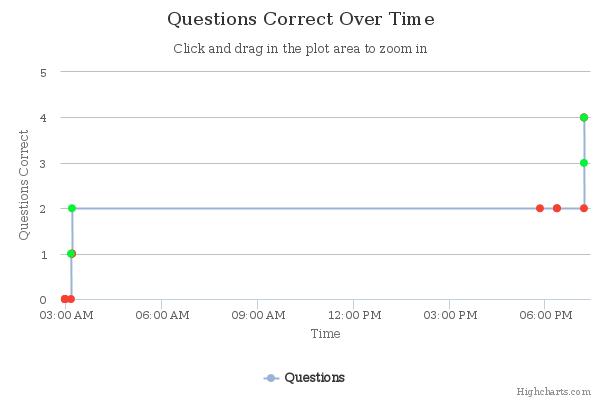 Questions Correct Over Time
Click and drag in the plot area to zoom in
Questions Correct
5
4
3
2
1
0
03:00 AM 06:00 AM 09:00 AM 12:00 PM 03:00 PM 06:00 PM
Time
Questions
Highcharts.com